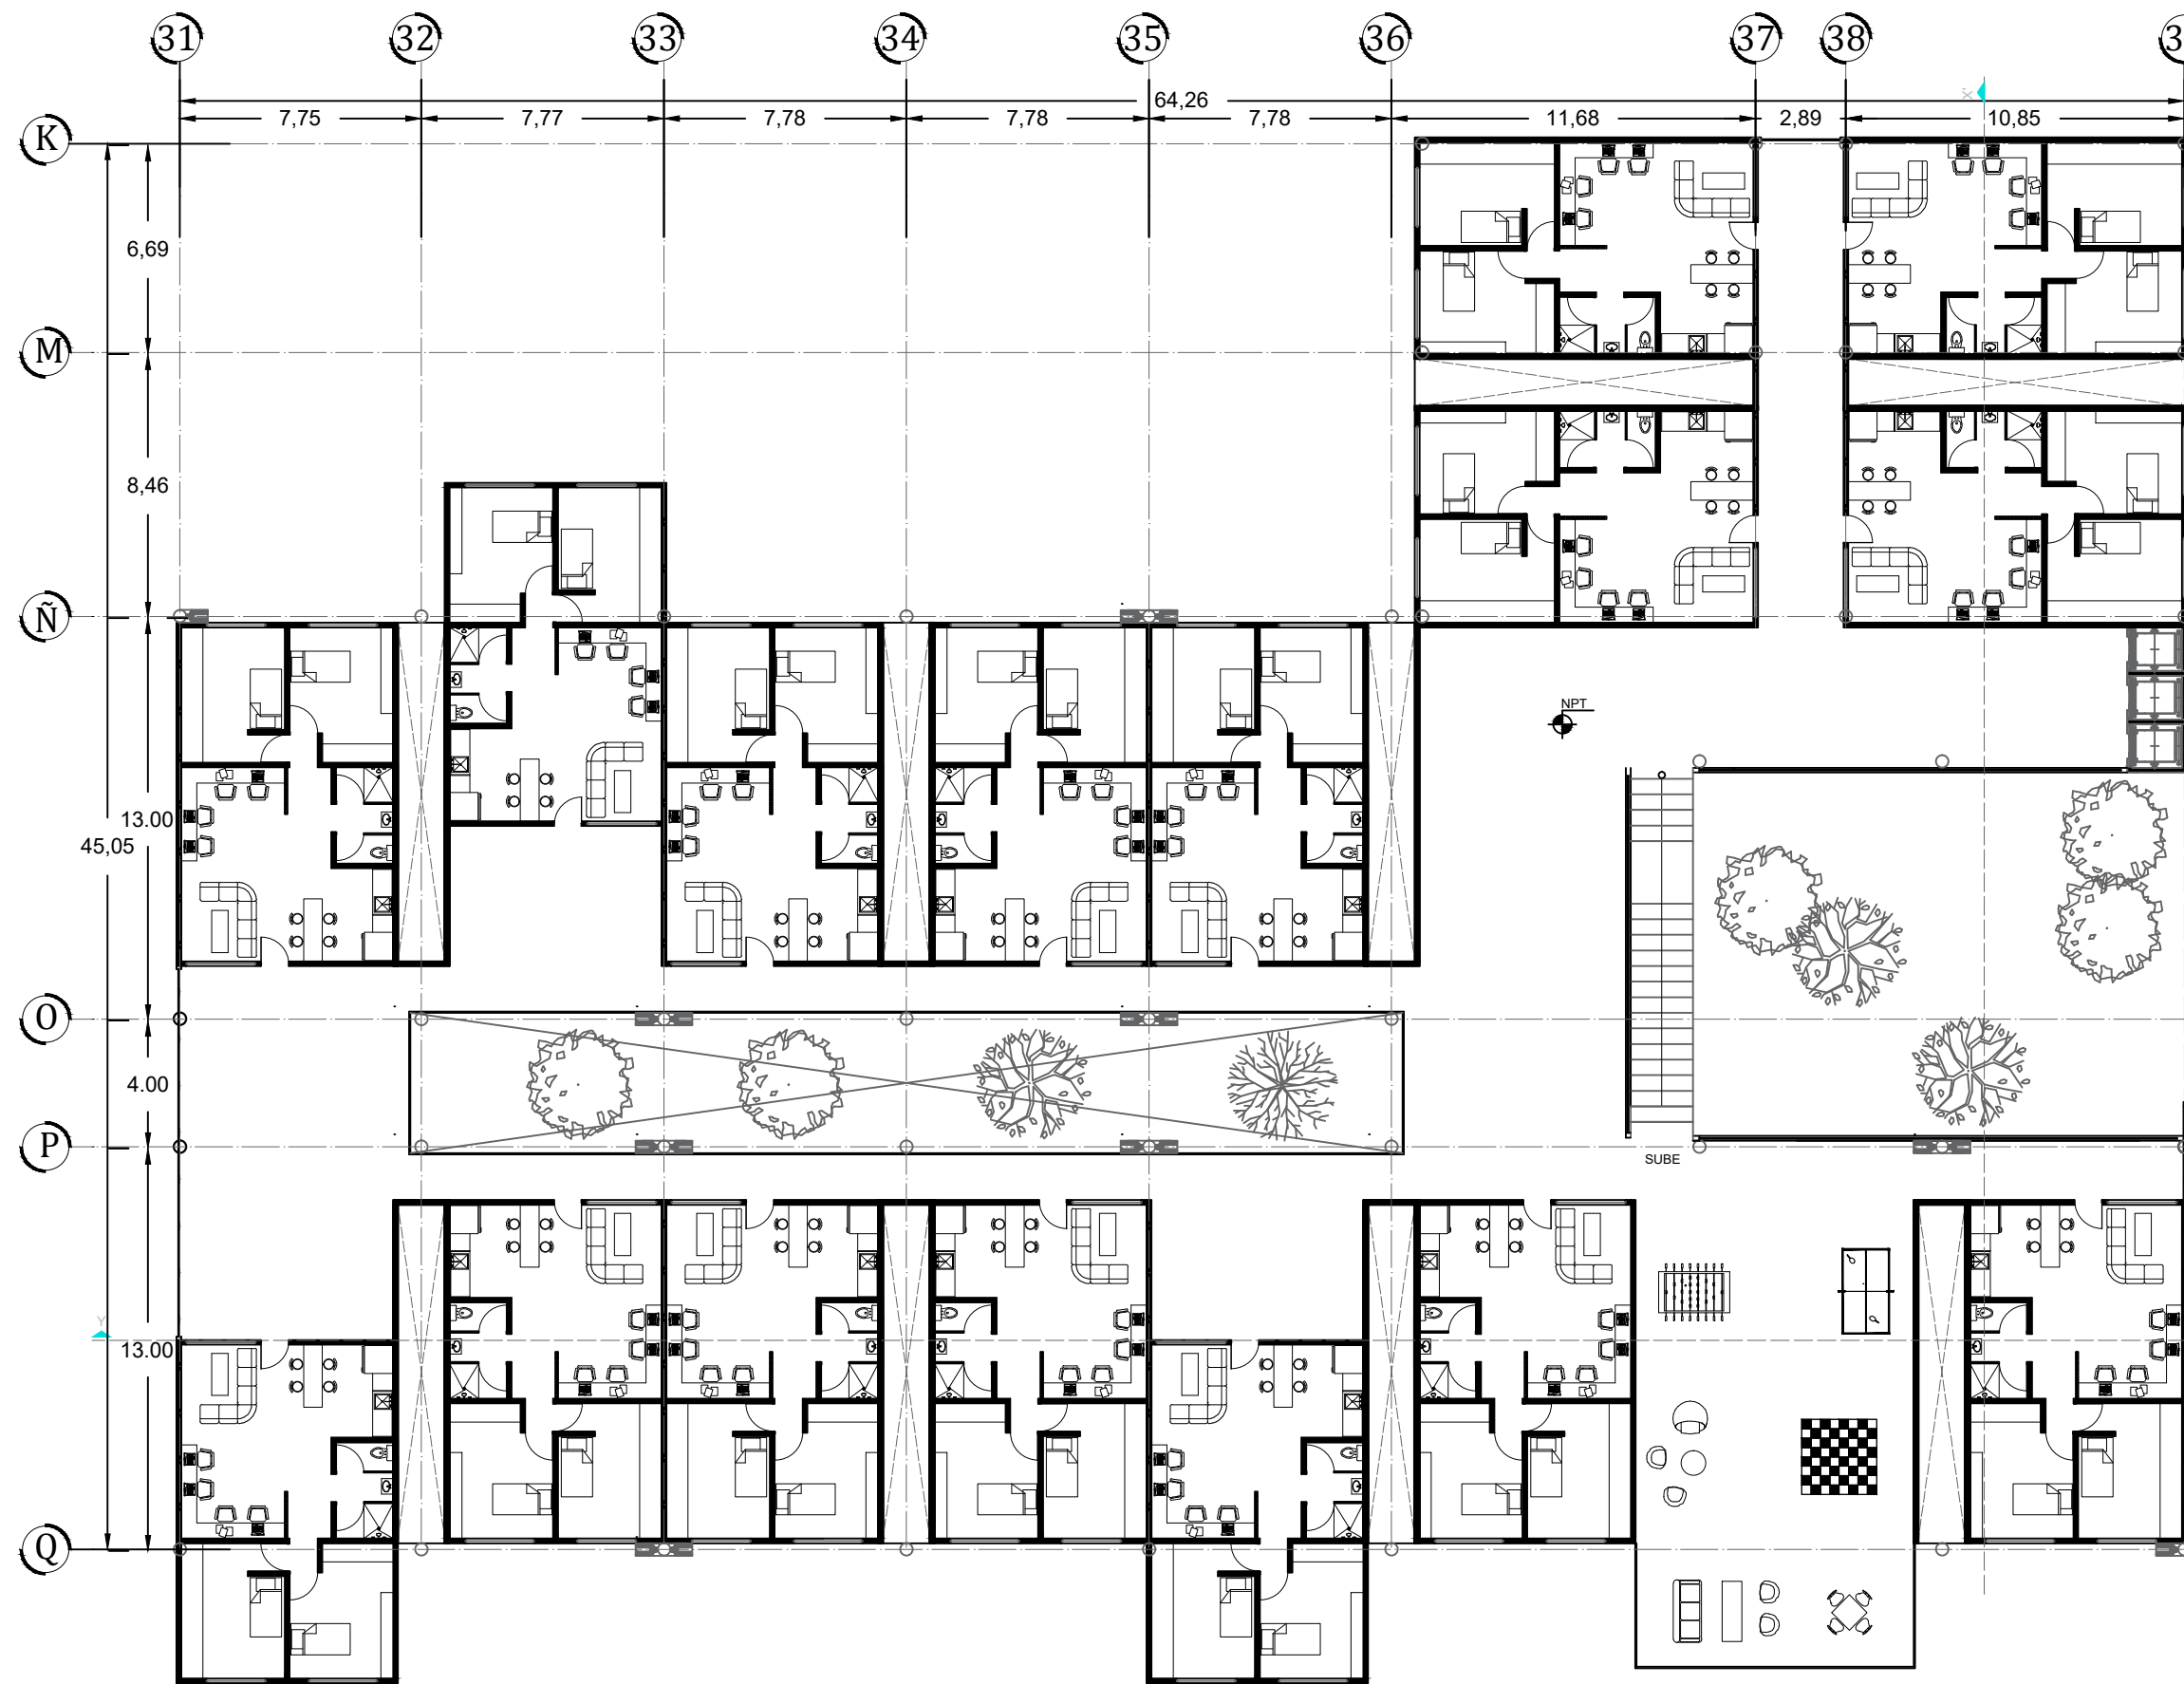 31 32 33 34 35 36 37 38 3
64,26
7,75 7,77 7,78 7,78 7,78 11,68 2,89 10,85
X
K
6,69
M
8,46
Ñ
NPT
13.00
45,05
O
4.00
P
SUBE
Y
13.00
Q